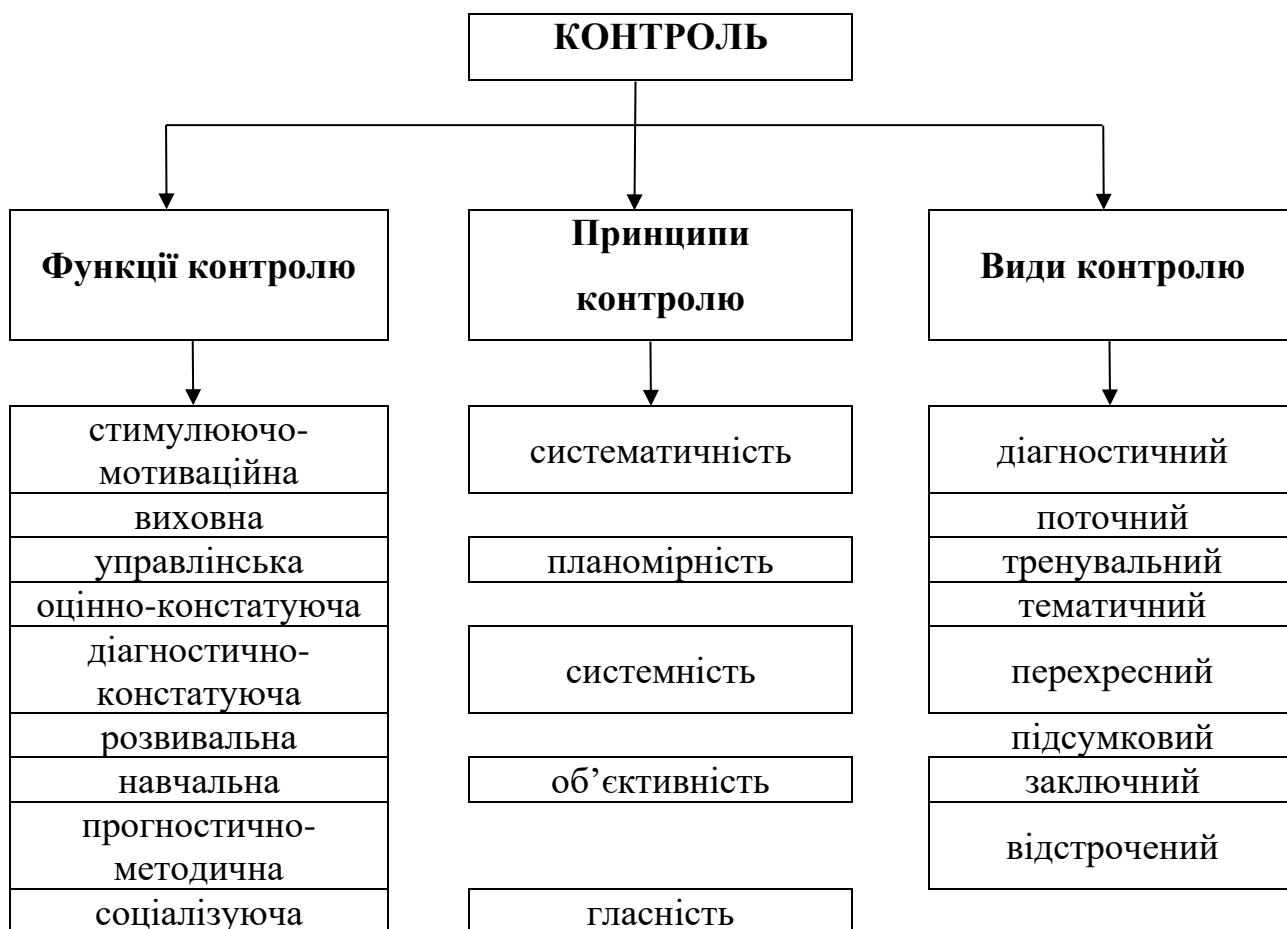 КОНТРОЛЬ
Функції контролю
Принципи
контролю
Види контролю
стимулюючо-
мотиваційна
виховна
управлінська
оцінно-констатуюча
діагностично-
констатуюча
розвивальна
навчальна
прогностично-
методична
соціалізуюча
систематичність
планомірність
системність
об’єктивність
гласність
діагностичний
поточний
тренувальний
тематичний
перехресний
підсумковий
заключний
відстрочений